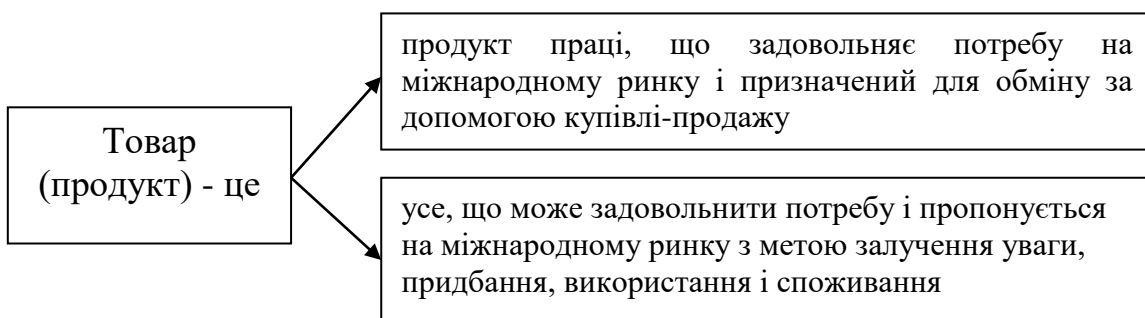 Товар
(продукт) - це
продукт праці, що задовольняє потребу на
міжнародному ринку і призначений для обміну за
допомогою купівлі-продажу
усе, що може задовольнити потребу і пропонується
на міжнародному ринку з метою залучення уваги,
придбання, використання і споживання